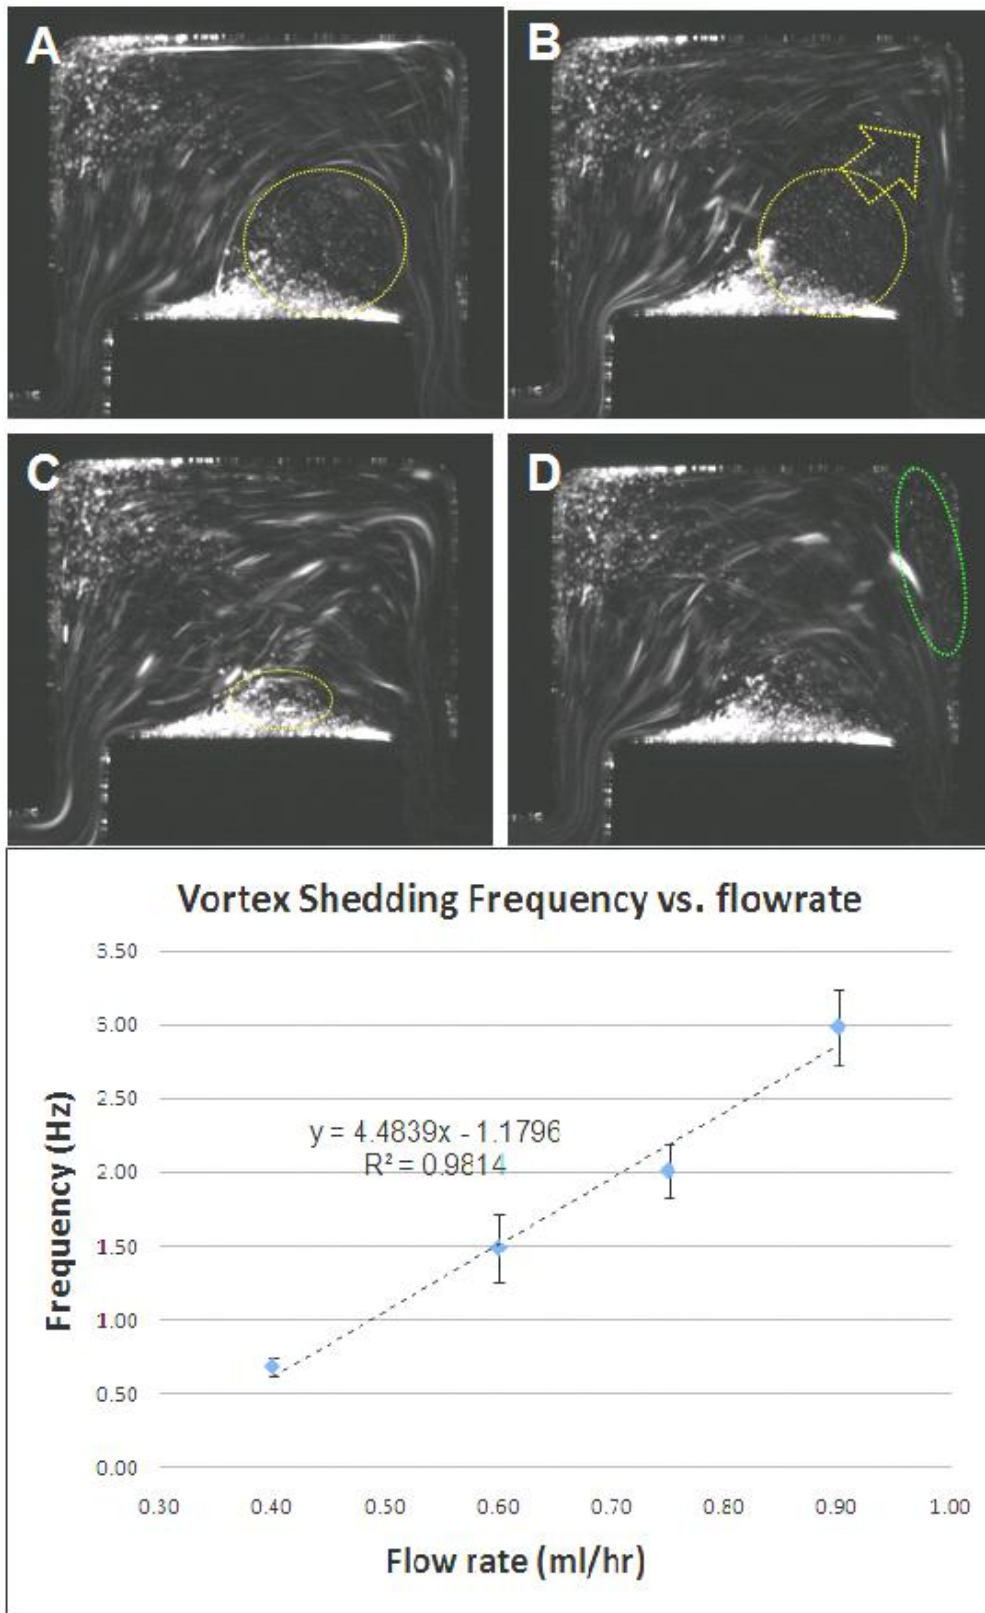 A
B
C
D
Vortex Shedding Frequency vs. flowrate
3.50
3.00
2.50
2.00
1.50
1.00
0.50
0.00
y = 4.4839x - 1.1796
R² = 0.9814
Frequency (Hz)
0.30 0.40 0.50 0.60 0.70 0.80 0.90 1.00
Flow rate (ml/hr)